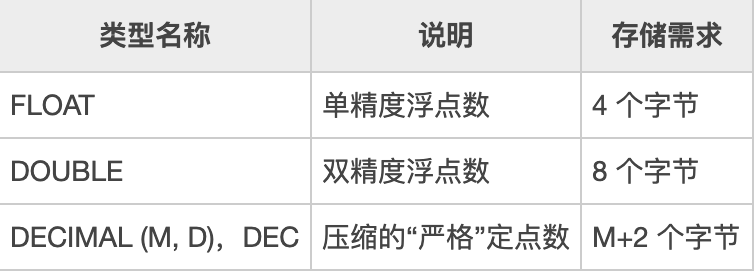 类型名称 说明 存储需求
FLOAT 单精度浮点数 4 个字节
DOUBLE 双精度浮点数 8 个字节
DECIMAL (M, D)，DEC 压缩的“严格”定点数 M+2 个字节